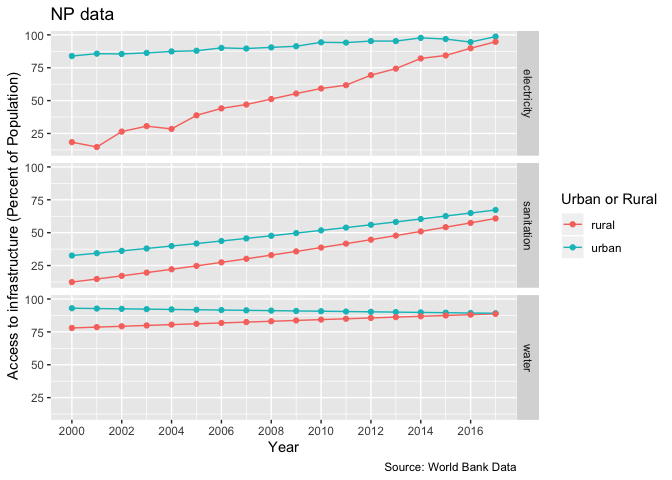 NP data
Access to infrastructure (Percent of Population)
100
75
50
25
electricity
100
75
50
25
sanitation
100
75
50
25
water
2000 2002 2004 2006 2008 2010 2012 2014 2016
Year
Urban or Rural
rural
urban
Source: World Bank Data